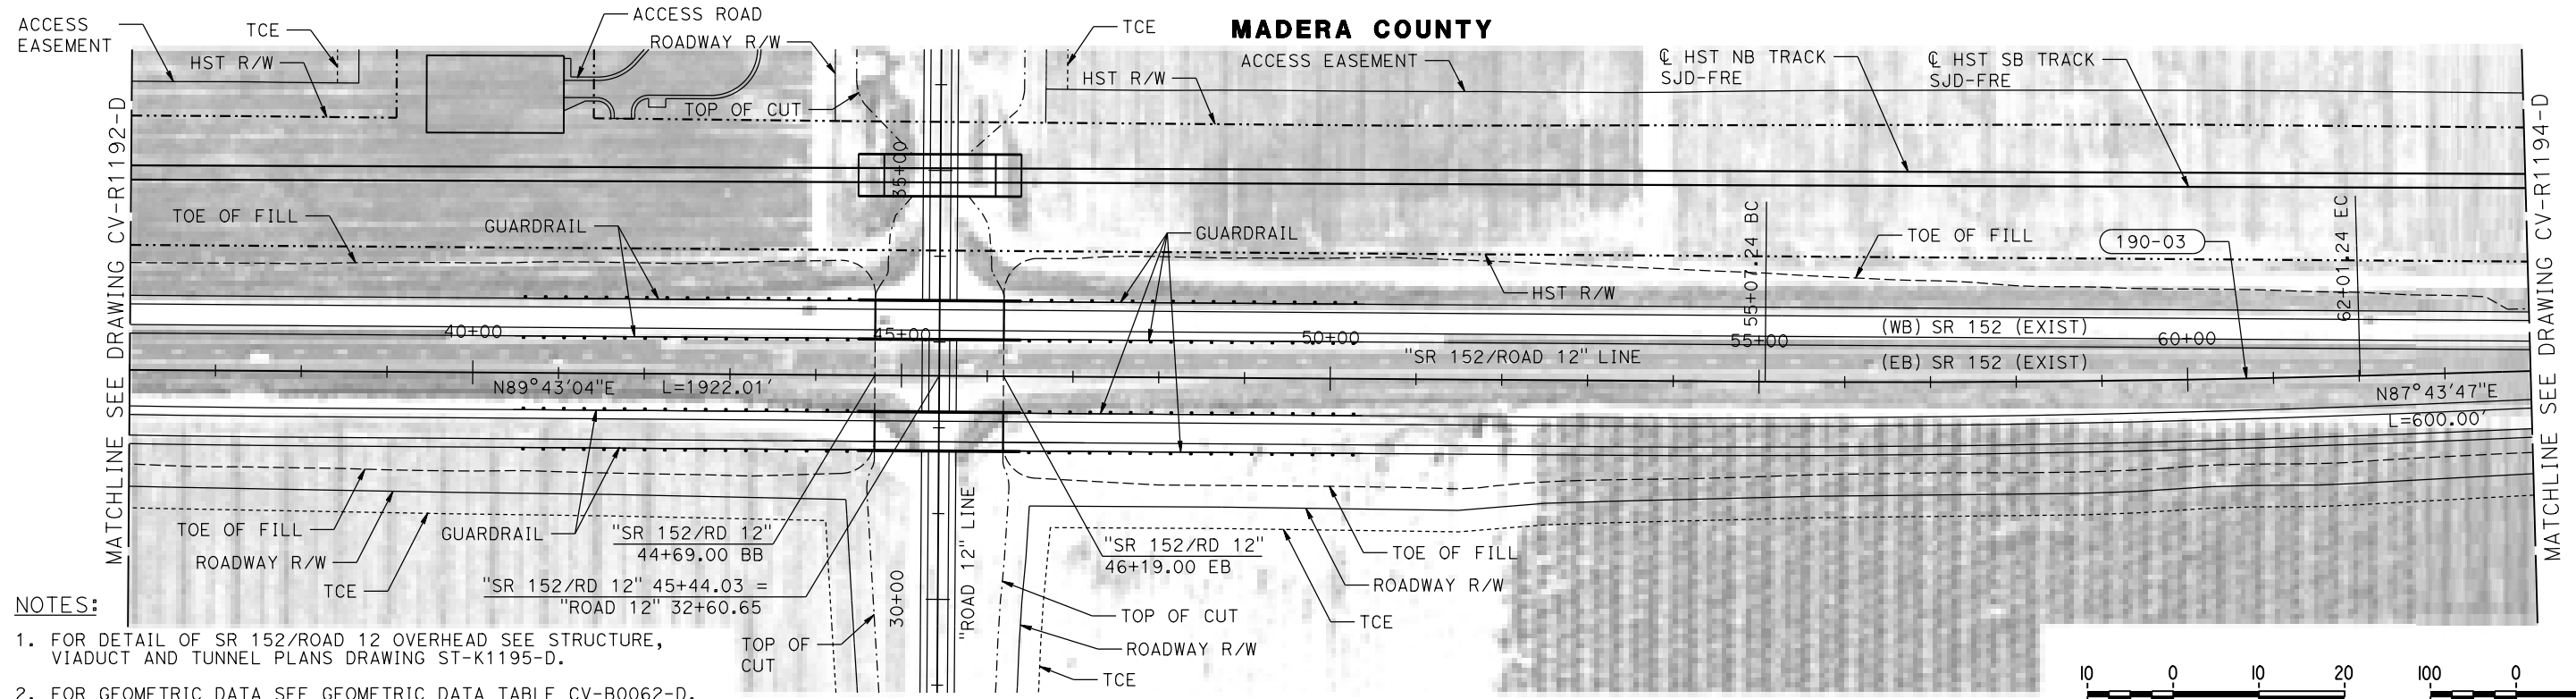 MADERA COUNTY
ACCESS
EASEMENT
TCE
HST R/W
ACCESS ROAD
ROADWAY R/W
TOP OF CUT
TCE
HST R/W
ACCESS EASEMENT
℄ HST NB TRACK
SJD-FRE
℄ HST SB TRACK
SJD-FRE
MATCHLINE SEE DRAWING CV-R1192-D
MATCHLINE SEE DRAWING CV-R1194-D
35+00
TOE OF FILL
GUARDRAIL
GUARDRAIL
55+07.24 BC
TOE OF FILL
190-03
62+01.24 EC
HST R/W
40+00
45+00
50+00
55+00
60+00
(WB) SR 152 (EXIST)
"SR 152/ROAD 12" LINE
(EB) SR 152 (EXIST)
N89°43'04"E L=1922.01'
N87°43'47"E
L=600.00'
TOE OF FILL
ROADWAY R/W
TCE
GUARDRAIL
"SR 152/RD 12"
44+69.00 BB
"SR 152/RD 12" 45+44.03 =
"ROAD 12" 32+60.65
30+00
"ROAD 12" LINE
"SR 152/RD 12"
46+19.00 EB
TOE OF FILL
ROADWAY R/W
TCE
TOP OF CUT
ROADWAY R/W
TCE
TOP OF
CUT
NOTES:
1. FOR DETAIL OF SR 152/ROAD 12 OVERHEAD SEE STRUCTURE,
VIADUCT AND TUNNEL PLANS DRAWING ST-K1195-D.
2. FOR GEOMETRIC DATA SEE GEOMETRIC DATA TABLE CV-B0062-D.
10 0 10 20 100 0